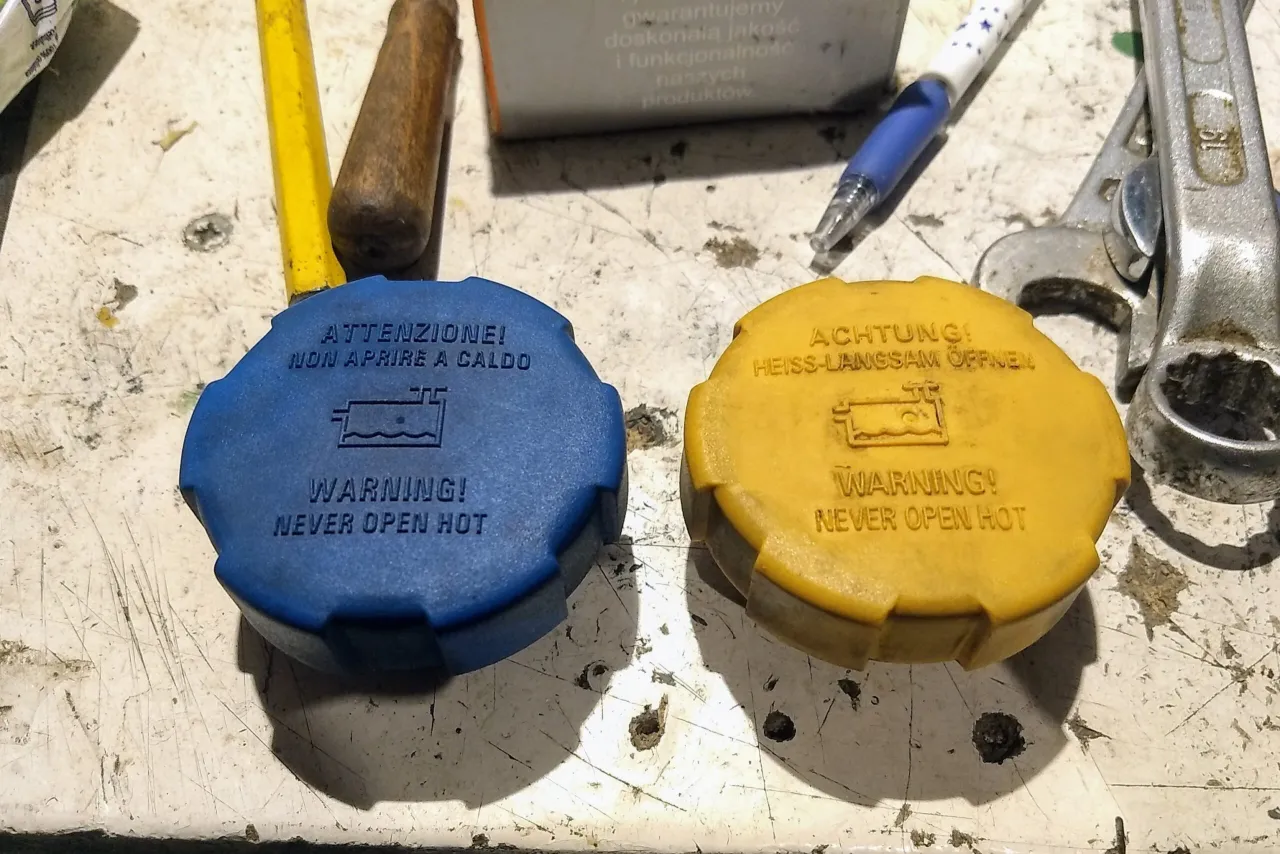 gwarantujemy
doskonałą jakość
i funkcjonalność
naszych
produktów
19
ATTENZIONE!
NON APRIRE A CALDO
WARNING!
NEVER OPEN HOT
ACHTUNG!
HEISS-LANGSAM ÖFFNEN
WARNING!
NEVER OPEN HOT